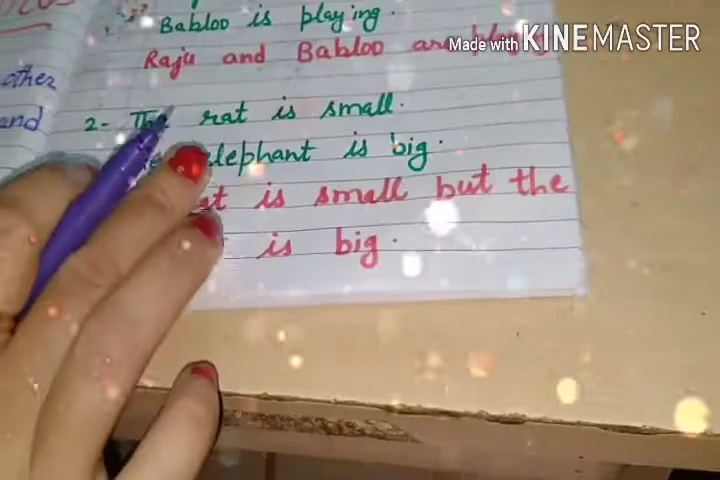 Babloo is playing.
Raju and Babloo are
Made with KINEMASTER
other
and
2- The rat is small.
elephant is big.
is small but the
is big.